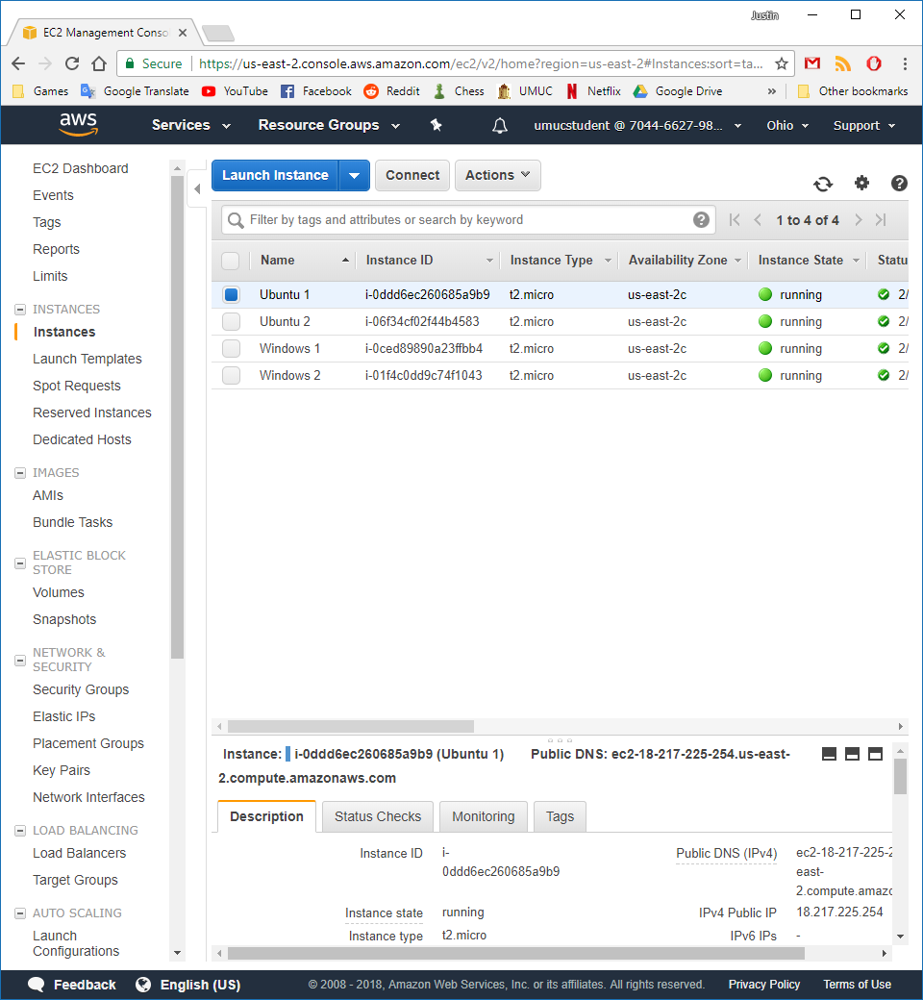 Justin
EC2 Management Conso
Secure https://us-east-2.console.aws.amazon.com/ec2/v2/home?region=us-east-2#Instances:sort=ta...
Games Google Translate YouTube Facebook Reddit Chess UMUC Netflix Google Drive » Other bookmarks
aws Services Resource Groups umucstudent @ 7044-6627-98... Ohio Support
EC2 Dashboard
Events
Tags
Reports
Limits
INSTANCES
Instances
Launch Templates
Spot Requests
Reserved Instances
Dedicated Hosts
IMAGES
AMIs
Bundle Tasks
ELASTIC BLOCK
STORE
Volumes
Snapshots
NETWORK &
SECURITY
Security Groups
Elastic IPs
Placement Groups
Key Pairs
Network Interfaces
LOAD BALANCING
Load Balancers
Target Groups
AUTO SCALING
Launch
Configurations
Launch Instance Connect Actions
Filter by tags and attributes or search by keyword 1 to 4 of 4
Name Instance ID Instance Type Availability Zone Instance State Statu
Ubuntu 1 i-0ddd6ec260685a9b9 t2.micro us-east-2c running 2/
Ubuntu 2 i-06f34cf02f44b4583 t2.micro us-east-2c running 2/
Windows 1 i-0ced89890a23ffbb4 t2.micro us-east-2c running 2/
Windows 2 i-01f4c0dd9c74f1043 t2.micro us-east-2c running 2/
Instance: i-0ddd6ec260685a9b9 (Ubuntu 1) Public DNS: ec2-18-217-225-254.us-east-
2.compute.amazonaws.com
Description Status Checks Monitoring Tags
Instance ID i- Public DNS (IPv4) ec2-18-217-225-2
0ddd6ec260685a9b9 east-
2.compute.amazo
Instance state running IPv4 Public IP 18.217.225.254
Instance type t2.micro IPv6 IPs -
Feedback English (US) © 2008 - 2018, Amazon Web Services, Inc. or its affiliates. All rights reserved. Privacy Policy Terms of Use